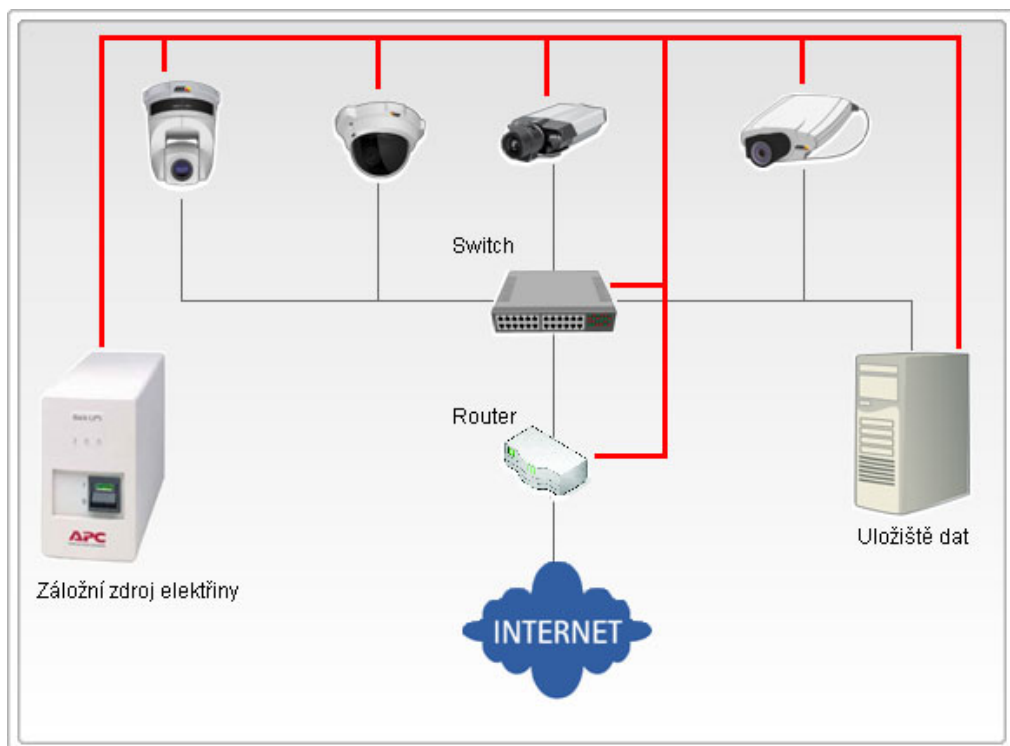 Switch
Router
APC
Uložiště dat
Záložní zdroj elektřiny
INTERNET